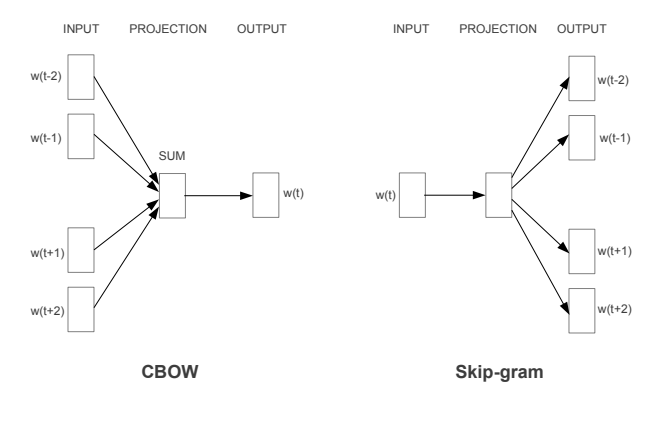 INPUT PROJECTION OUTPUT
w(t-2)
w(t-1)
SUM
w(t)
w(t+1)
w(t+2)
CBOW
INPUT PROJECTION OUTPUT
w(t-2)
w(t-1)
w(t)
w(t+1)
w(t+2)
Skip-gram